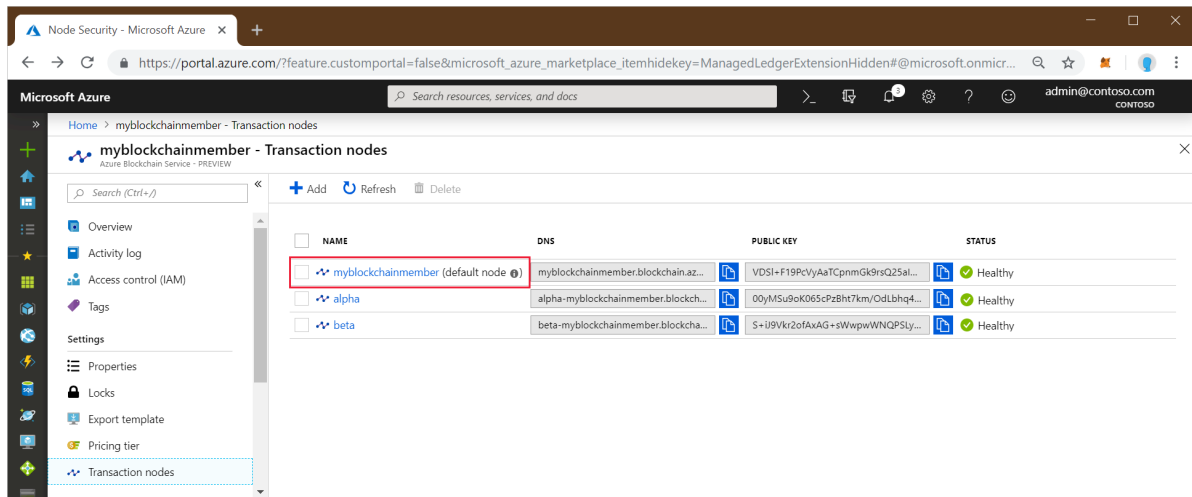 Node Security - Microsoft Azure
https://portal.azure.com/?feature.customportal=false&microsoft_azure_marketplace_itemhidekey=ManagedLedgerExtensionHidden#@microsoft.onmicr...
Microsoft Azure
Search resources, services, and docs
3
admin@contoso.com
CONTOSO
Home > myblockchainmember - Transaction nodes
myblockchainmember - Transaction nodes
Azure Blockchain Service - PREVIEW
Search (Ctrl+/)
Add Refresh Delete
Overview
Activity log
Access control (IAM)
Tags
Settings
Properties
Locks
Export template
Pricing tier
Transaction nodes
NAME DNS PUBLIC KEY STATUS
myblockchainmember (default node) myblockchainmember.blockchain.az... VDSI+F19PcVyAaTCpnmGk9rsQ25aI... Healthy
alpha alpha-myblockchainmember.blockch... 00yMSu9oK065cPzBht7km/OdLbhq4... Healthy
beta beta-myblockchainmember.blockcha... S+iJ9Vkr2ofAxAG+sWwpwWNQPSLy... Healthy
SQL